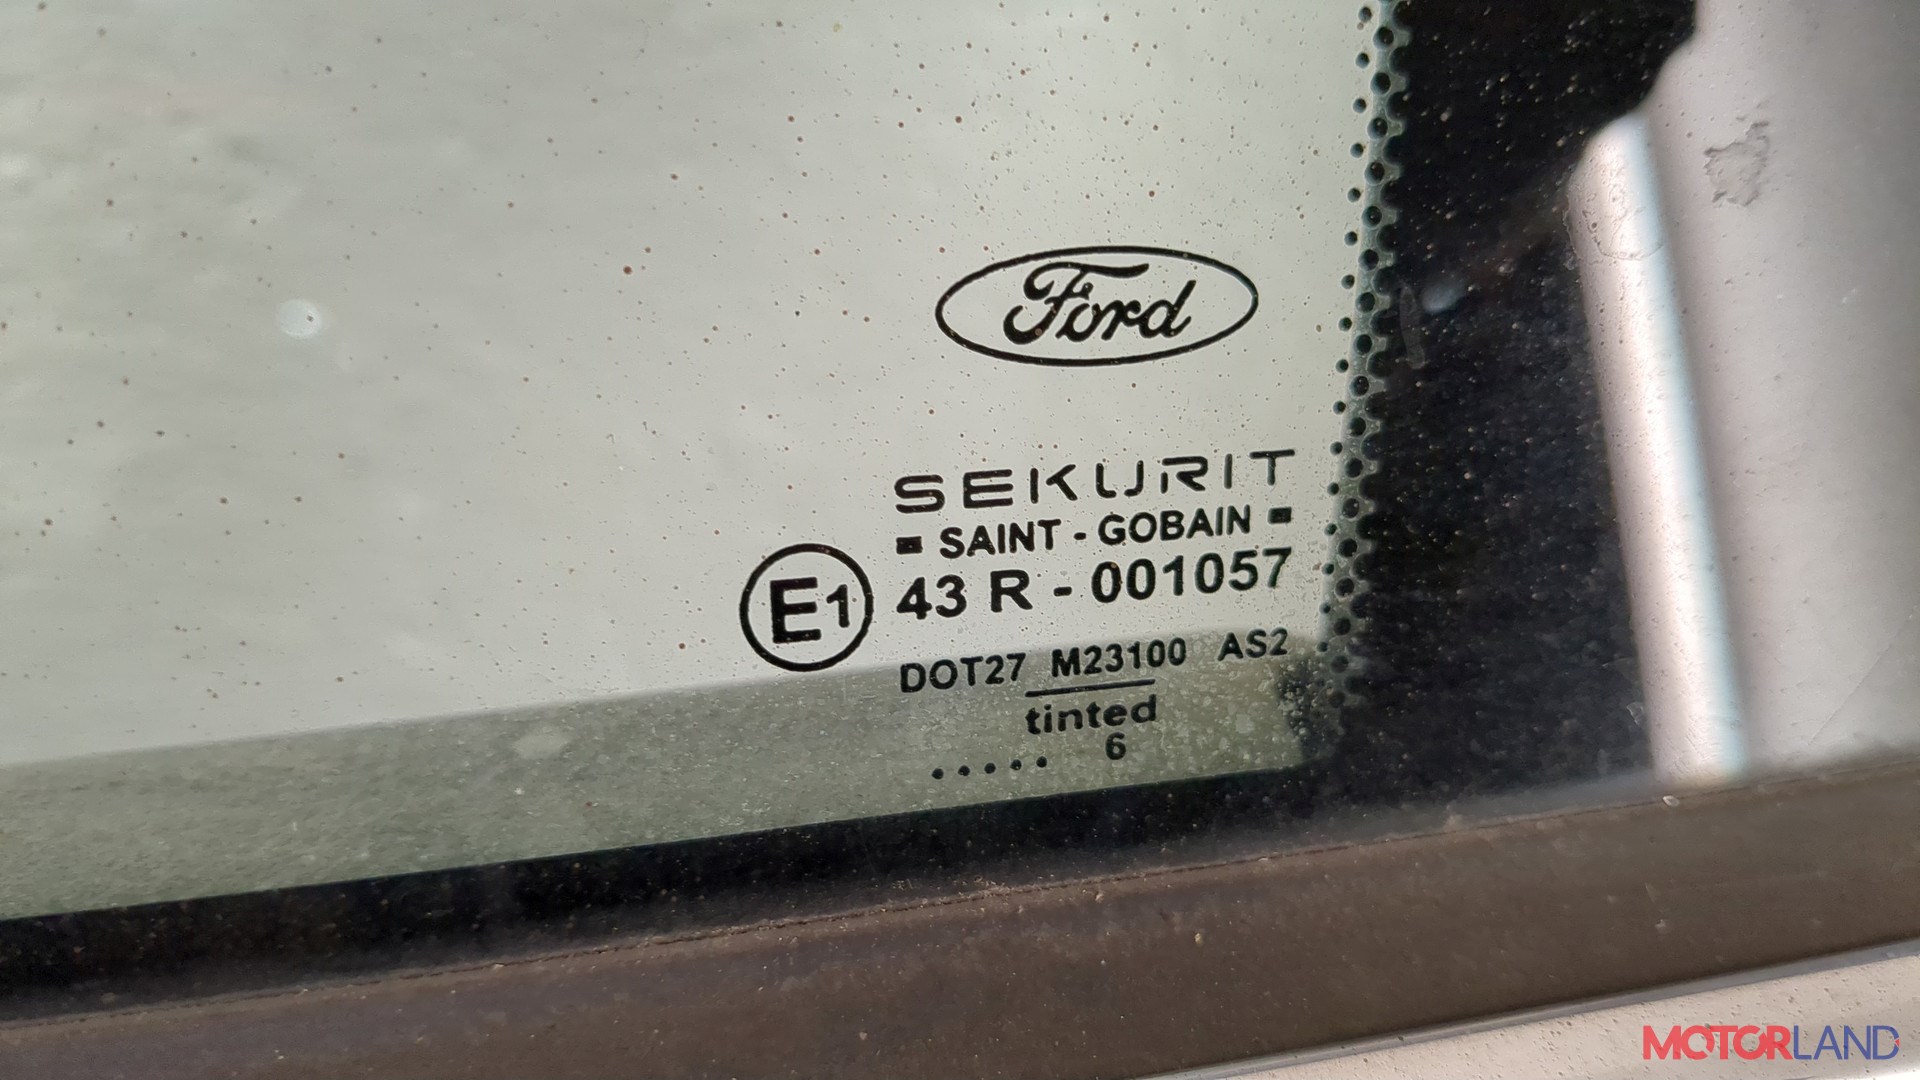 Ford
SEKURIT
SAINT - GOBAIN
E1 43 R - 001057
DOT27 M23100 AS2
tinted
..... 6
MOTORLAND